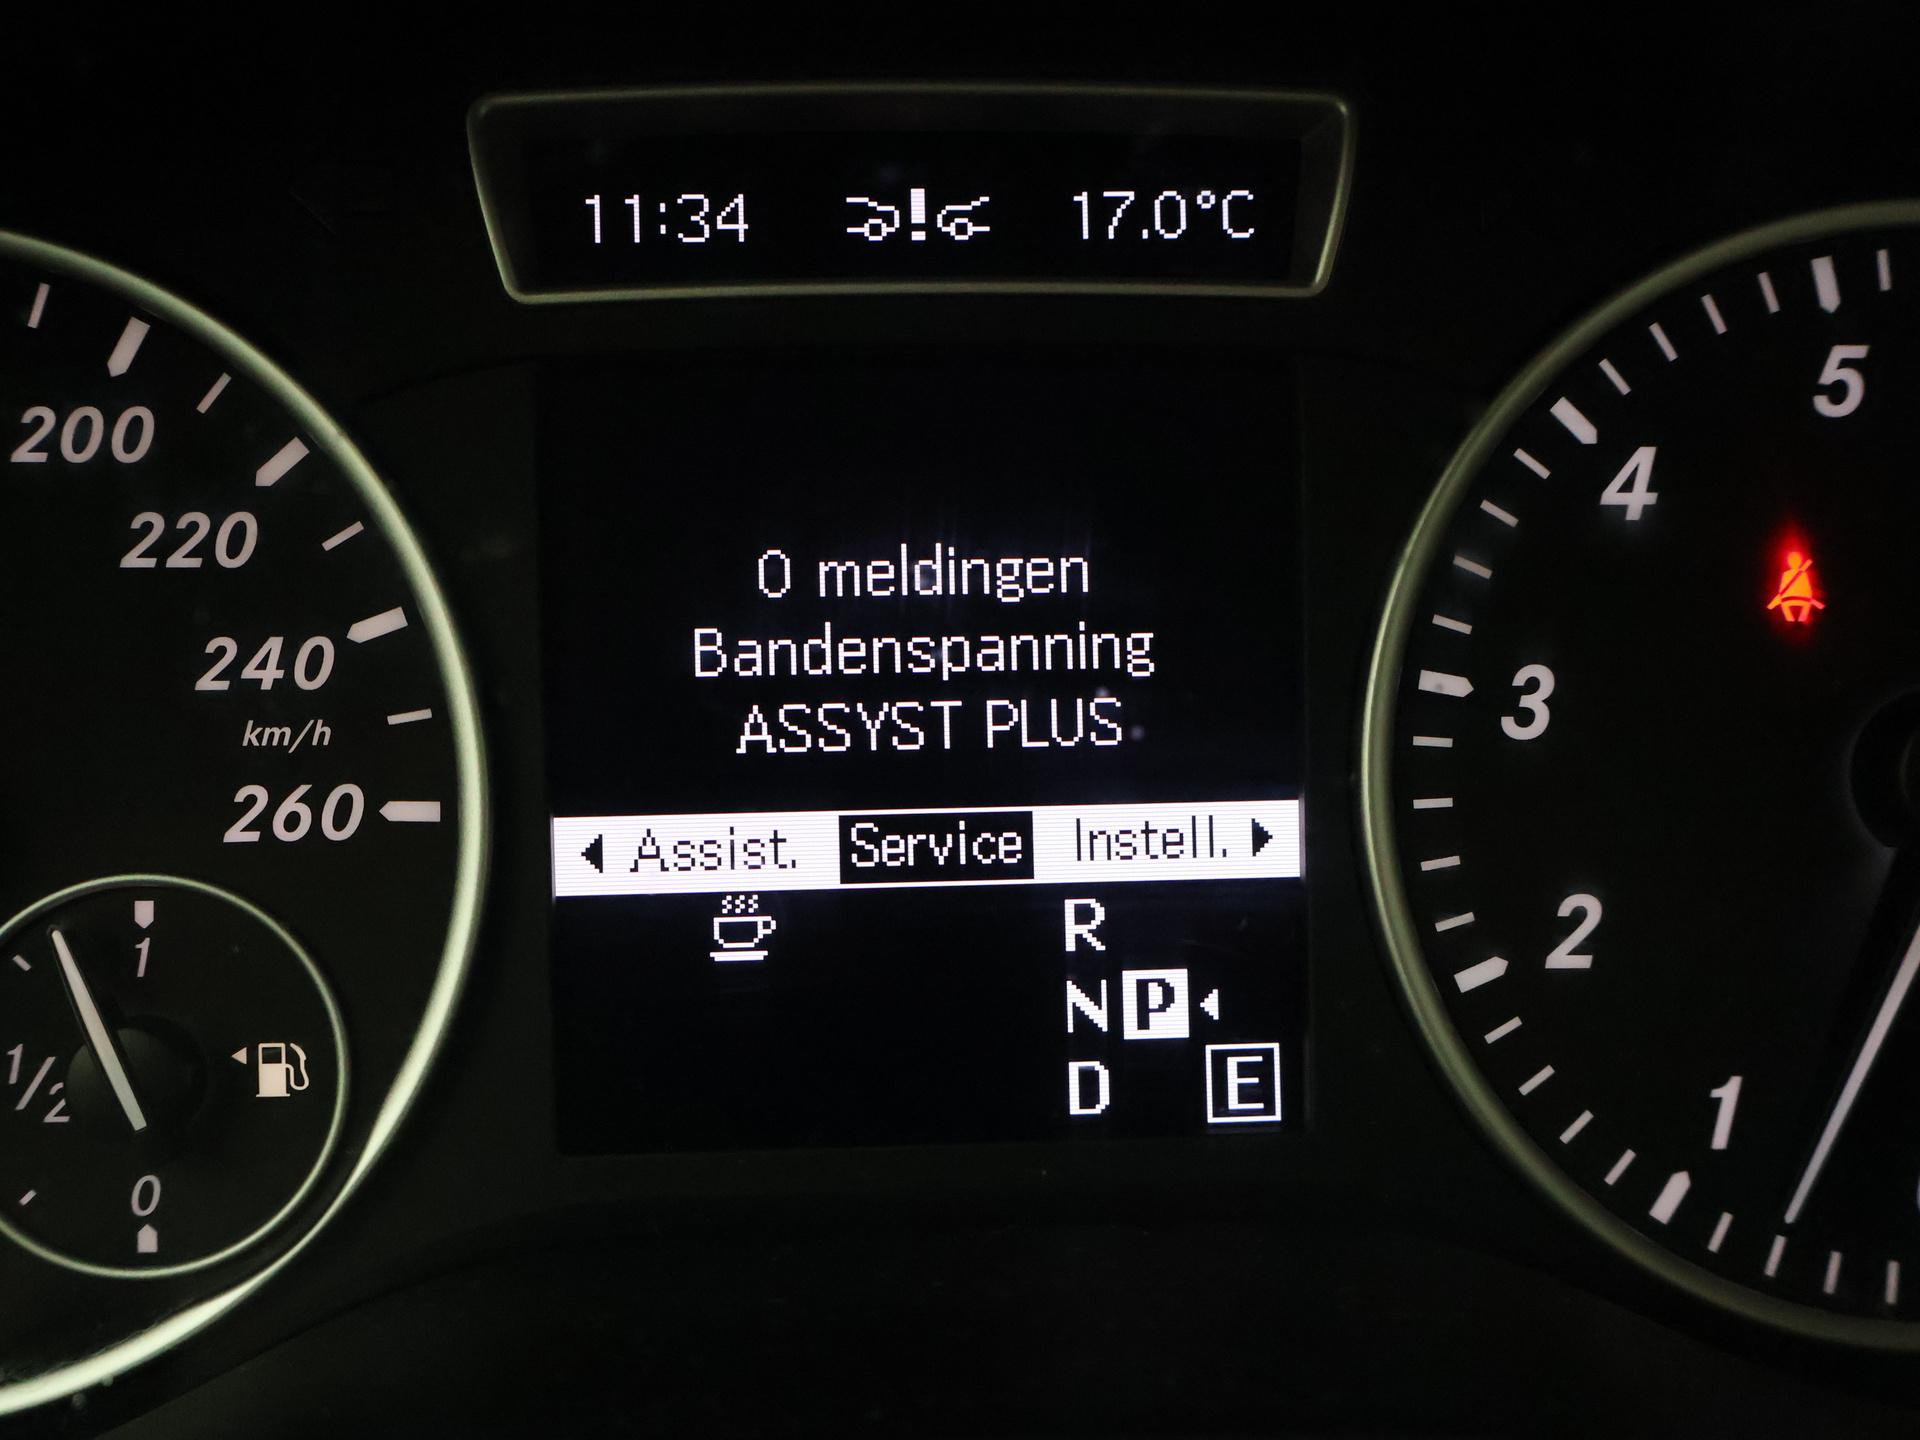 11:34 17.0°C
200
220
240
km/h
260
1
1/2
0
0 meldingen
Bandenspanning
ASSYST PLUS
Assist. Service Instell.
R
N P
D E
5
4
3
2
1